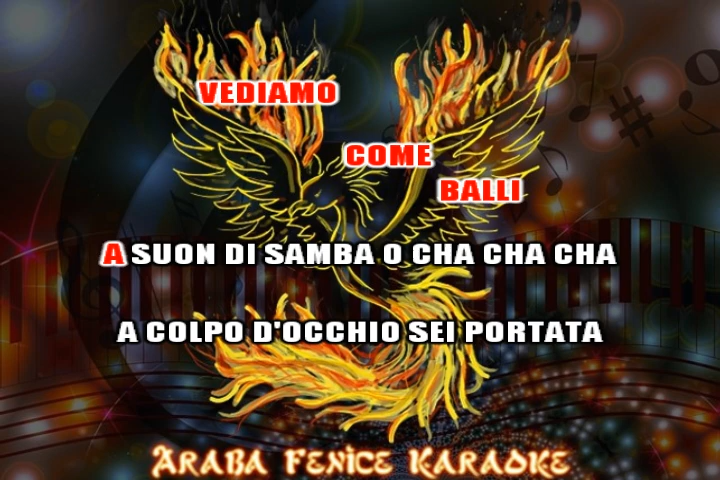 VEDIAMO
COME
BALLI
A SUON DI SAMBA O CHA CHA CHA
A COLPO D'OCCHIO SEI PORTATA
ARABA FENICE KARAOKE